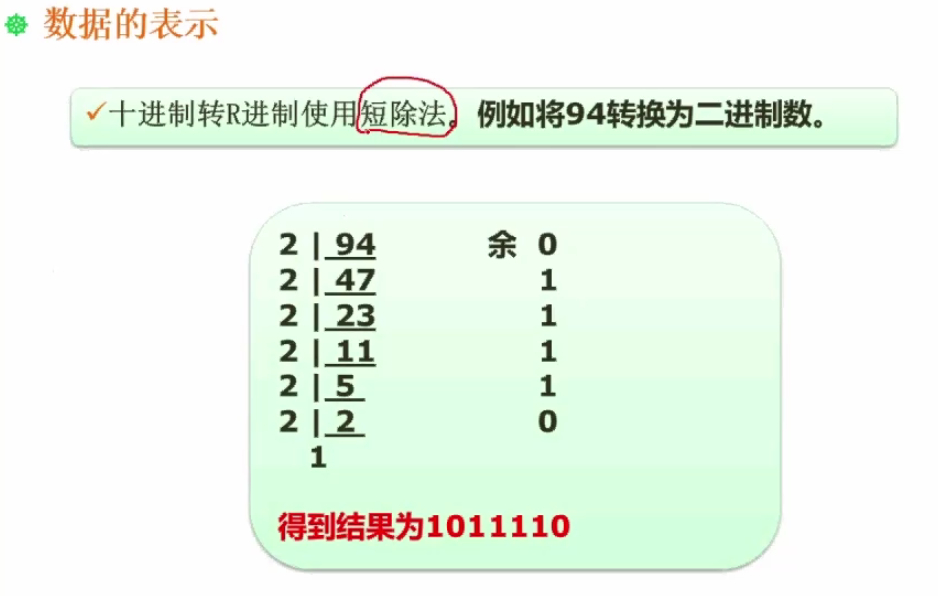 数据的表示
✓十进制转R进制使用短除法。例如将94转换为二进制数。
2 | 94 余 0
2 | 47 1
2 | 23 1
2 | 11 1
2 | 5 1
2 | 2 0
1
得到结果为1011110